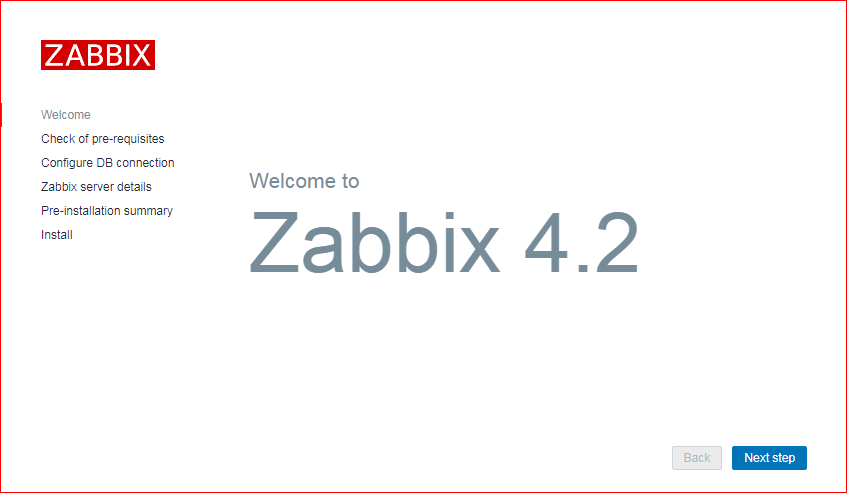 ZABBIX
Welcome
Check of pre-requisites
Configure DB connection
Zabbix server details
Pre-installation summary
Install
Welcome to
Zabbix 4.2
Back
Next step